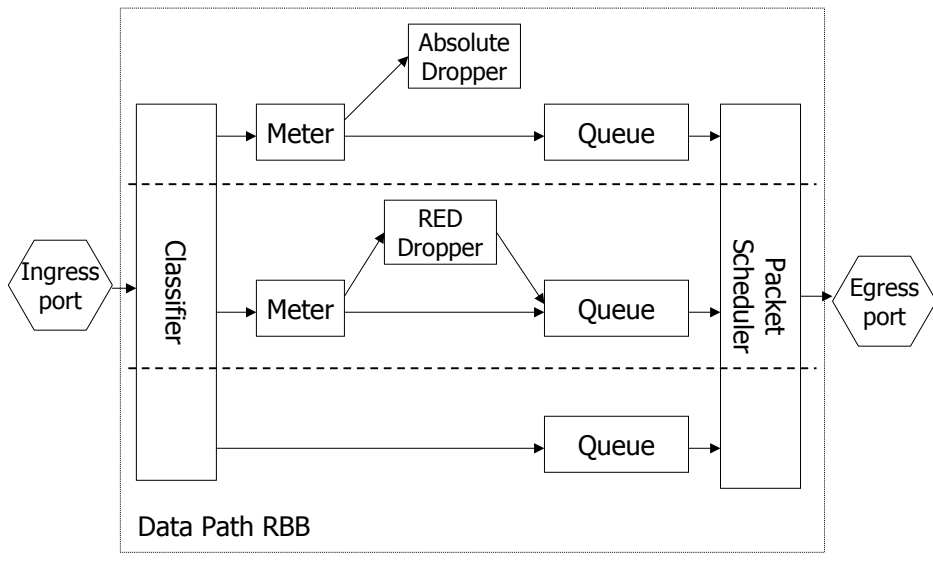 Absolute
Dropper
Meter
Queue
Ingress
port
Classifier
RED
Dropper
Meter
Queue
Packet
Scheduler
Egress
port
Queue
Data Path RBB